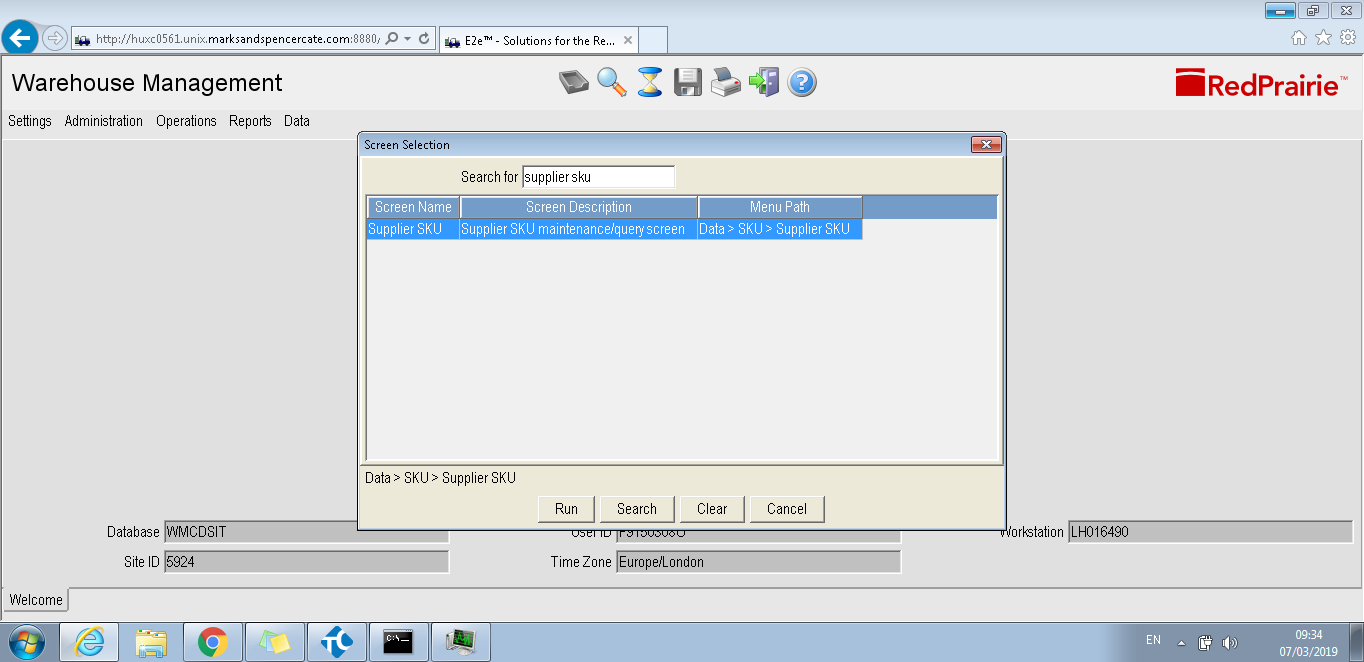 http://huxc0561.unix.marksandspencercate.com:8880/
E2e™ - Solutions for the Re...
Warehouse Management
RedPrairie™
Settings Administration Operations Reports Data
Screen Selection
Search for supplier sku
Screen Name Screen Description Menu Path
Supplier SKU Supplier SKU maintenance/query screen Data > SKU > Supplier SKU
Data > SKU > Supplier SKU
Run Search Clear Cancel
Database WMCDSIT User ID Workstation LH016490
Site ID 5924 Time Zone Europe/London
Welcome
C:\
EN
09:34
07/03/2019